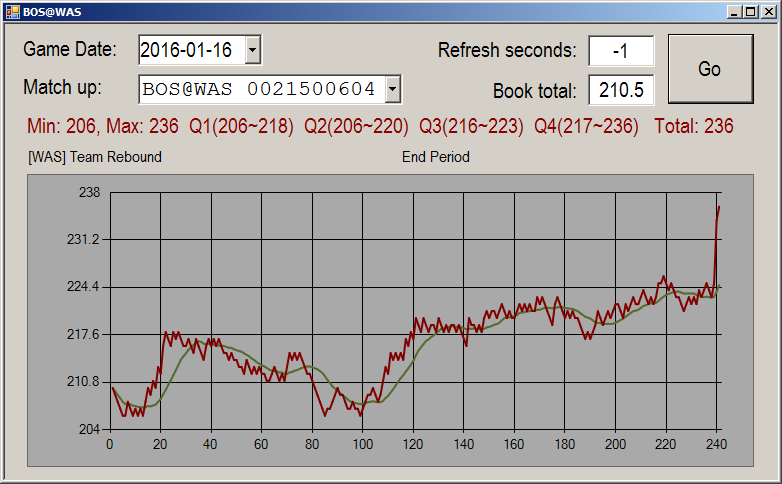 BOS@WAS
Game Date: 2016-01-16 Refresh seconds: -1 Go
Match up: BOS@WAS 0021500604 Book total: 210.5
Min: 206, Max: 236 Q1(206~218) Q2(206~220) Q3(216~223) Q4(217~236) Total: 236
[WAS] Team Rebound End Period
238
231.2
224.4
217.6
210.8
204
0 20 40 60 80 100 120 140 160 180 200 220 240